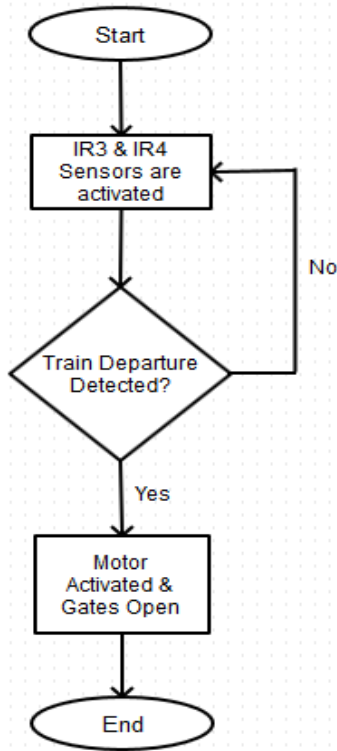 Start
IR3 & IR4
Sensors are
activated
No
Train Departure
Detected?
Yes
Motor
Activated &
Gates Open
End